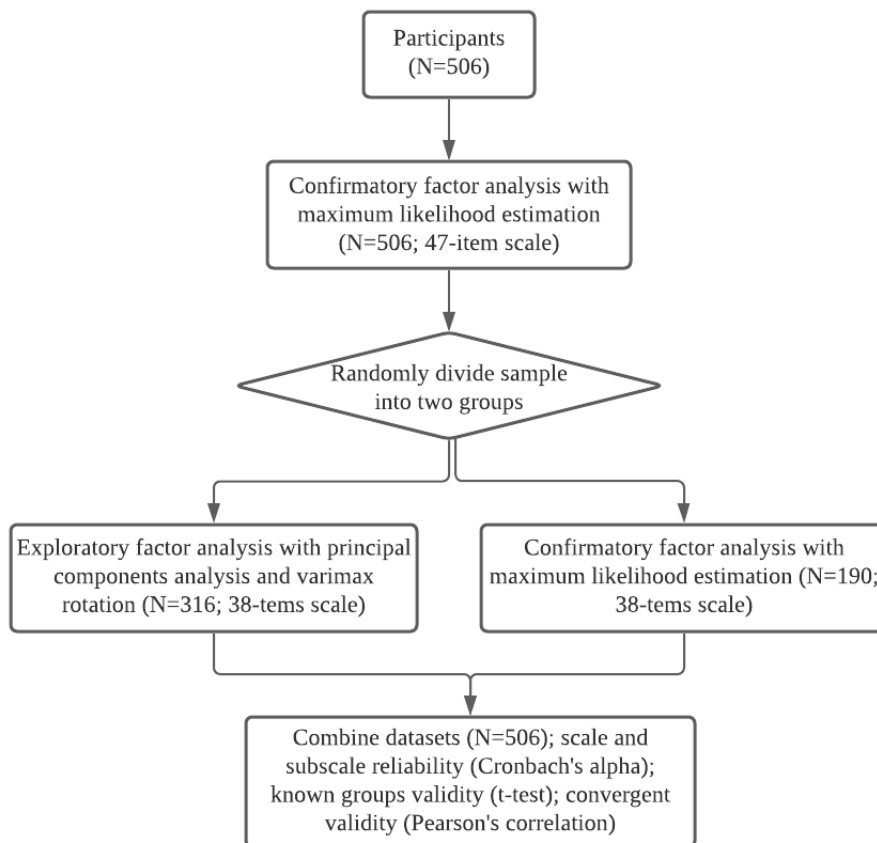 Participants
(N=506)
Confirmatory factor analysis with
maximum likelihood estimation
(N=506; 47-item scale)
Randomly divide sample
into two groups
Exploratory factor analysis with principal
components analysis and varimax
rotation (N=316; 38-tems scale)
Confirmatory factor analysis with
maximum likelihood estimation (N=190;
38-tems scale)
Combine datasets (N=506); scale and
subscale reliability (Cronbach's alpha);
known groups validity (t-test); convergent
validity (Pearson's correlation)